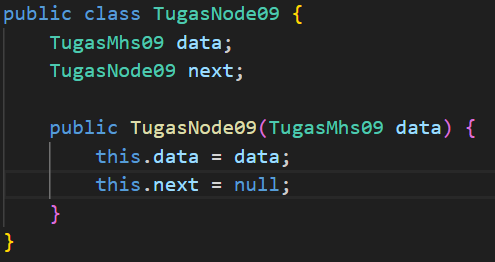 public class TugasNode09 {
    TugasMhs09 data;
    TugasNode09 next;

    public TugasNode09(TugasMhs09 data) {
        this.data = data;
        this.next = null;
    }
}